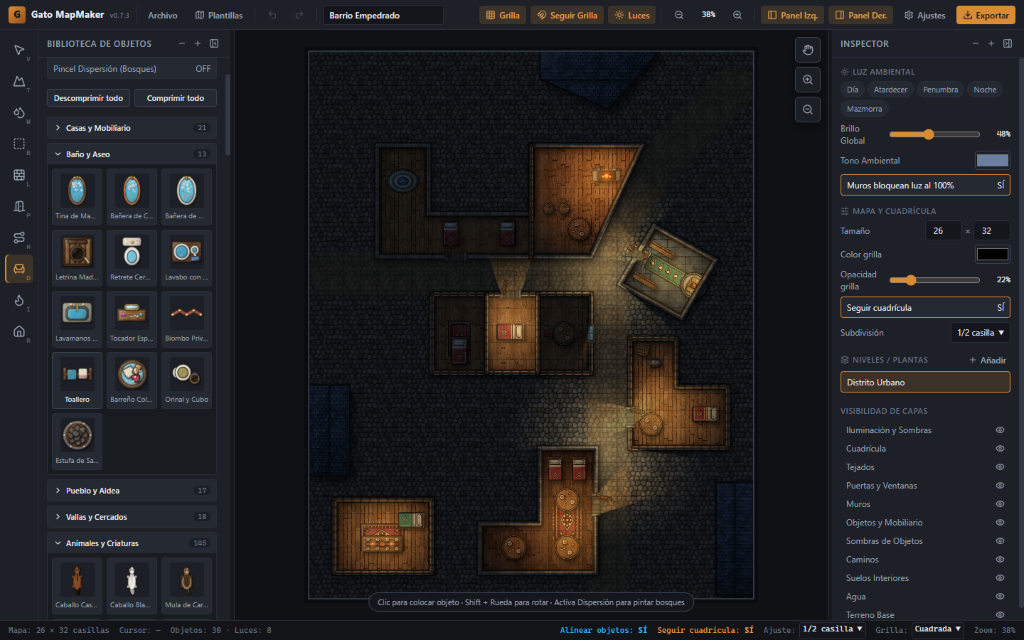 G Gato MapMaker v0.7.3 Archivo Plantillas Barrio Empedrado Grilla Seguir Grilla Luces 38% Panel Izq. Panel Der. Ajustes Exportar
BIBLIOTECA DE OBJETOS
Pincel Dispersión (Bosques) OFF
Descomprimir todo Comprimir todo
Casas y Mobiliario 21
Baño y Aseo 13
Tina de Ma... Bañera de C... Bañera de ...
Letrina Mad... Retrete Cer... Lavabo con ...
Lavamanos ... Tocador Esp... Biombo Priv...
Toallero Barreño Col... Orinal y Cubo
Estufa de Sa...
Pueblo y Aldea 17
Vallas y Cercados 10
Animales y Criaturas 145
Caballo Cas... Caballo Bla... Mula de Car...
Clic para colocar objeto · Shift + Rueda para rotar · Activa Dispersión para pintar bosques
INSPECTOR
LUZ AMBIENTAL
Día Atardecer Penumbra Noche
Mazmorra
Brillo Global 48%
Tono Ambiental
Muros bloquean luz al 100% SÍ
MAPA Y CUADRÍCULA
Tamaño 26 × 32
Color grilla
Opacidad grilla 22%
Seguir cuadrícula SÍ
Subdivisión 1/2 casilla ▼
NIVELES / PLANTAS + Añadir
Distrito Urbano
VISIBILIDAD DE CAPAS
Iluminación y Sombras
Cuadrícula
Tejados
Puertas y Ventanas
Muros
Objetos y Mobiliario
Sombras de Objetos
Caminos
Suelos Interiores
Agua
Terreno Base
Mapa: 26 × 32 casillas Cursor: — Objetos: 30 · Luces: 8 Alinear objetos: SÍ Seguir cuadrícula: SÍ Ajuste: 1/2 casilla ▼ Grilla: Cuadrada ▼ Zoom: 38%